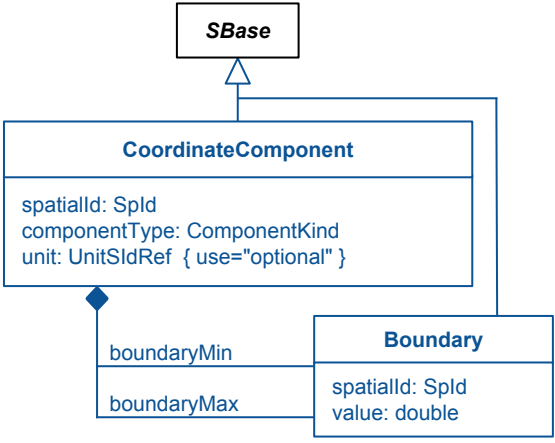 SBase
CoordinateComponent
spatialId: SpId
componentType: ComponentKind
unit: UnitSIdRef { use="optional" }
boundaryMin
boundaryMax
Boundary
spatialId: SpId
value: double